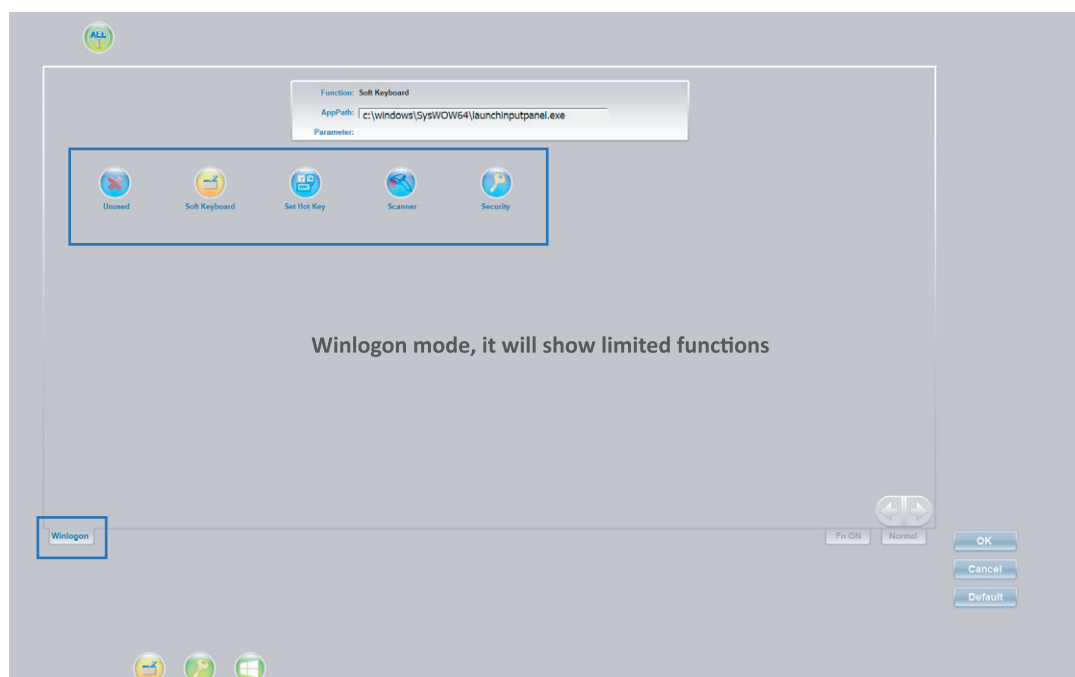 ALL
Function: Soft Keyboard
AppPath: c:\windows\SysWOW64\launchinputpanel.exe
Parameter:
Unused
Soft Keyboard
Set Hot Key
Scanner
Security
Winlogon mode, it will show limited functions
Winlogon
Fn ON
Normal
OK
Cancel
Default